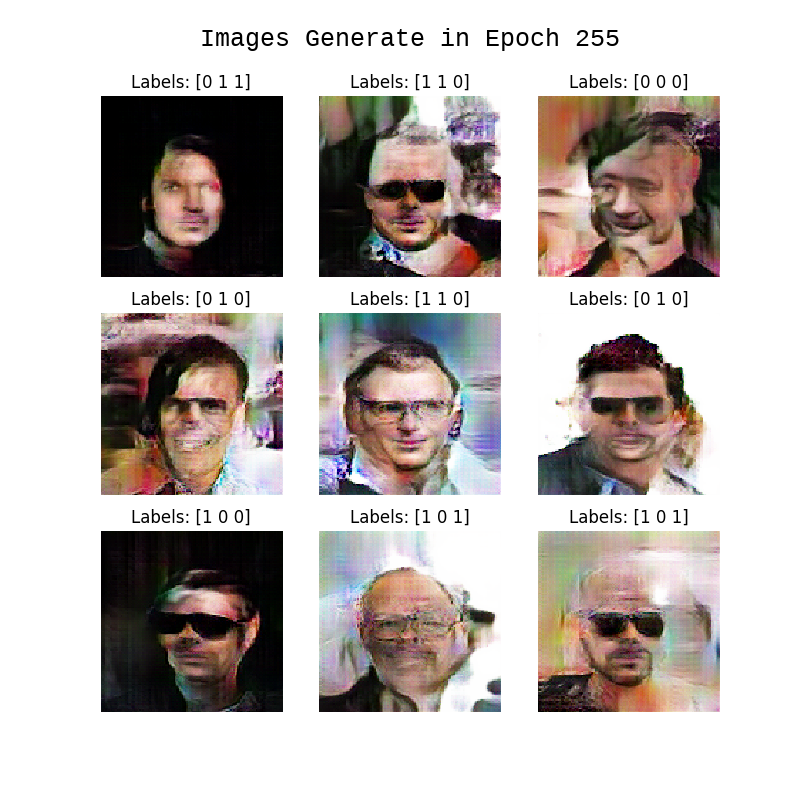 Images Generate in Epoch 255
Labels: [0 1 1]
Labels: [1 1 0]
Labels: [0 0 0]
Labels: [0 1 0]
Labels: [1 1 0]
Labels: [0 1 0]
Labels: [1 0 0]
Labels: [1 0 1]
Labels: [1 0 1]